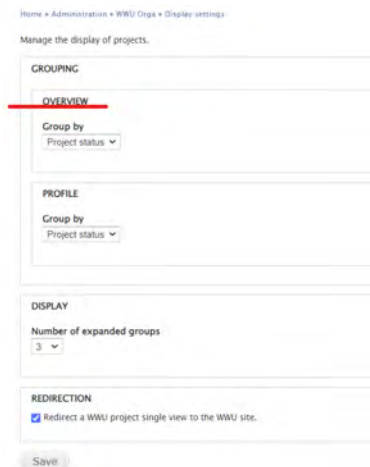 Home » Administration » WWU Orga » Display settings
Manage the display of projects.
GROUPING
OVERVIEW
Group by
Project status
PROFILE
Group by
Project status
DISPLAY
Number of expanded groups
3
REDIRECTION
Redirect a WWU project single view to the WWU site.
Save